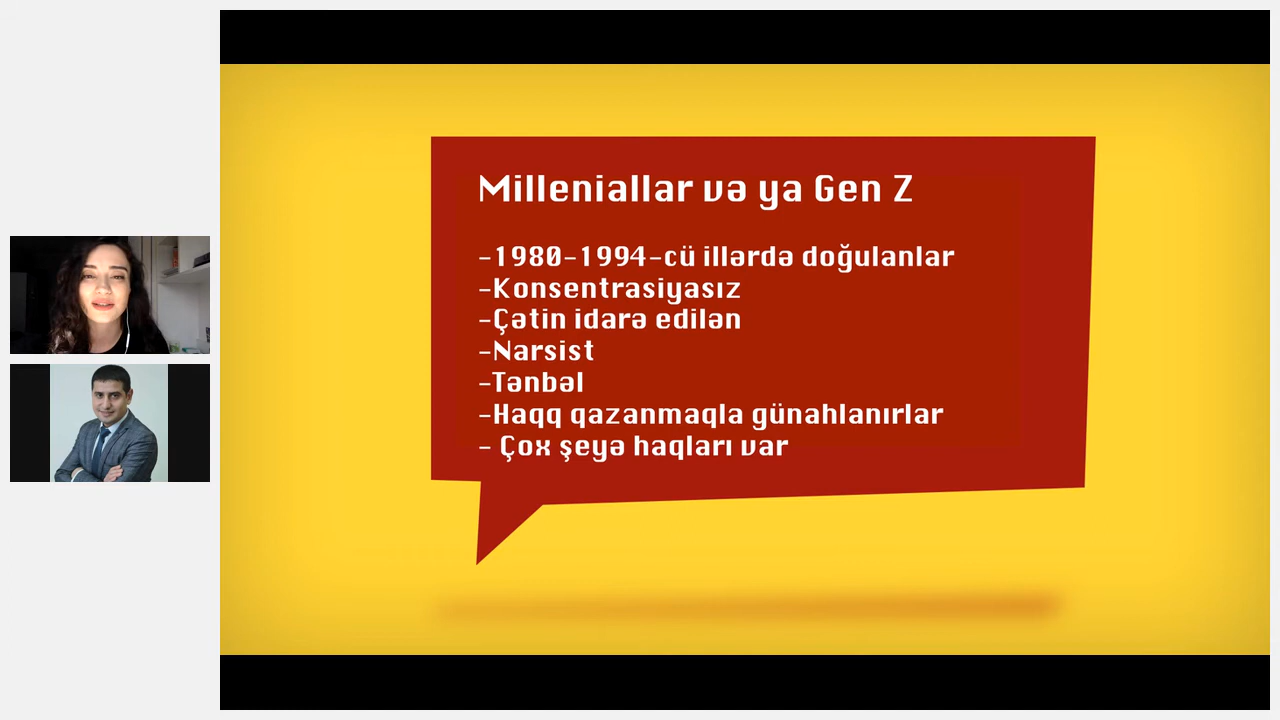 Milleniallar və ya Gen Z
-1980-1994-cü illərdə doğulanlar
-Konsentrasiyasız
-Çətin idarə edilən
-Narsist
-Tənbəl
-Haqq qazanmaqla günahlanırlar
- Çox şeyə haqları var